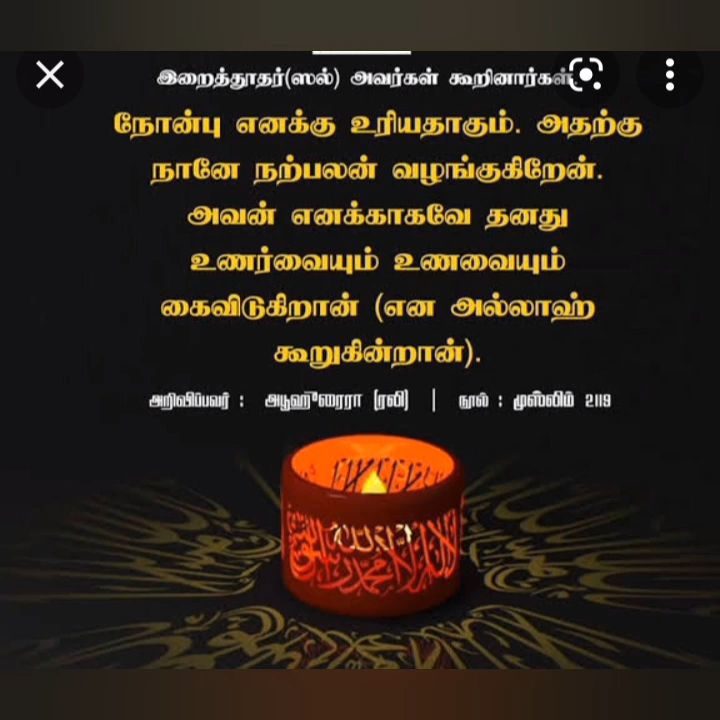 இறைத்தூதர்(ஸல்) அவர்கள் கூறினார்கள்
நோன்பு எனக்கு உரியதாகும். அதற்கு
நானே நற்பலன் வழங்குகிறேன்.
அவன் எனக்காகவே தனது
உணர்வையும் உணவையும்
கைவிடுகிறான் (என அல்லாஹ்
கூறுகின்றான்).
அறிவிப்பவர் : அபூஹுரைரா (ரலி) | நூல் : முஸ்லிம் 2119